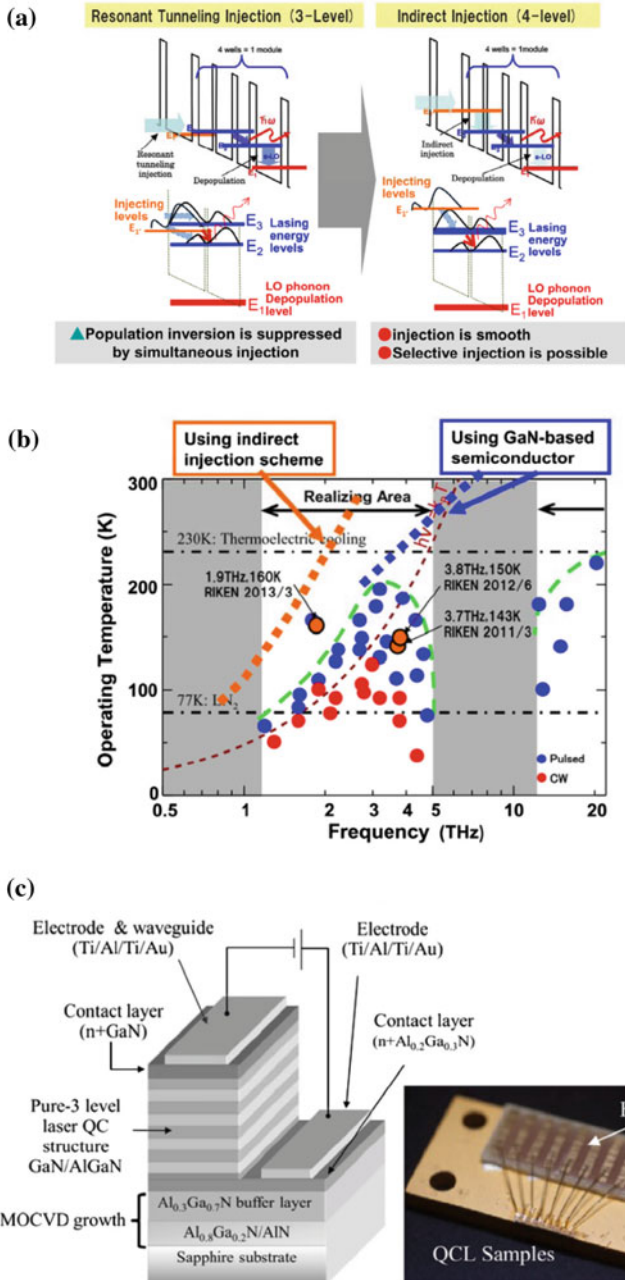 (a)
Resonant Tunneling Injection (3-Level)
Indirect Injection (4-level)
4 wells = 1 module
4 wells = 1module
ħω
ħω
Resonant
tunneling
injection
Depopulation
e-LO
Indirect
injection
Depopulation
e-LO
Injecting
levels
E1'
E3
E2
Lasing
energy
levels
LO phonon
Depopulation
level
E1
Injecting
levels
E3
E2
Lasing
energy
levels
LO phonon
Depopulation
level
E1
Population inversion is suppressed
by simultaneous injection
injection is smooth
Selective injection is possible
(b)
Using indirect
injection scheme
Using GaN-based
semiconductor
300
200
100
0
Operating Temperature (K)
Realizing Area
230K: Thermoelectric cooling
1.9THz.160K
RIKEN 2013/3
3.8THz.150K
RIKEN 2012/6
3.7THz.143K
RIKEN 2011/3
77K: LN2
Pulsed
CW
0.5 1 2 3 4 5 10 20
Frequency (THz)
(c)
Electrode & waveguide
(Ti/Al/Ti/Au)
Electrode
(Ti/Al/Ti/Au)
Contact layer
(n+GaN)
Contact layer
(n+Al0.2Ga0.3N)
Pure-3 level
laser QC
structure
GaN/AlGaN
MOCVD growth
Al0.3Ga0.7N buffer layer
Al0.8Ga0.2N/AlN
Sapphire substrate
QCL Samples